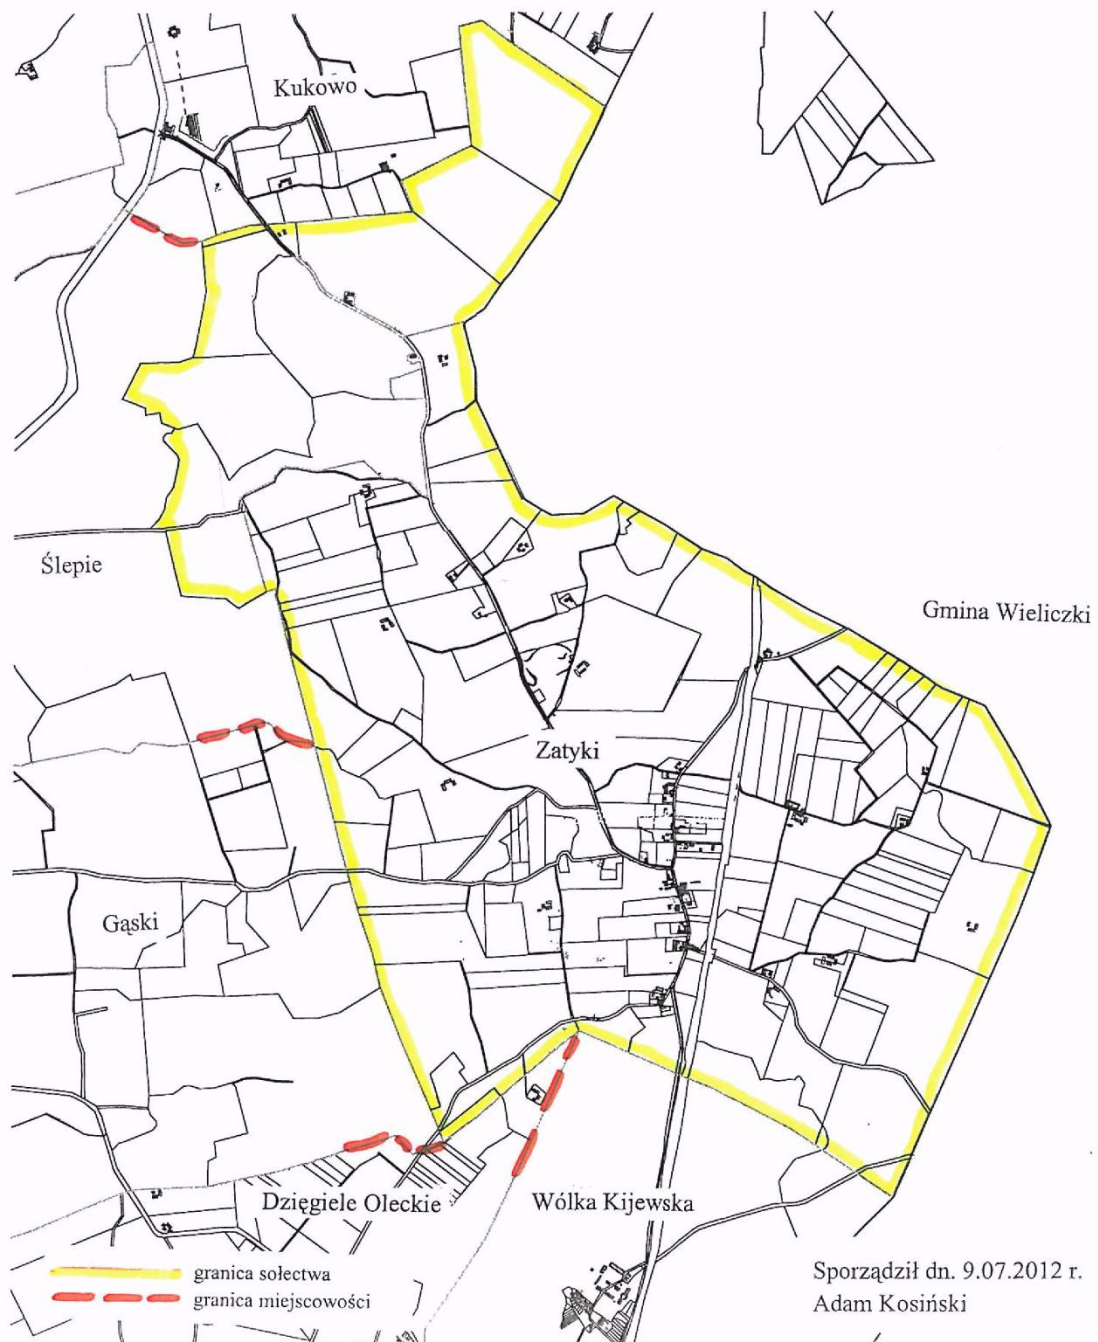 Kukowo
Ślepie
Gmina Wieliczki
Zatyki
Gąski
Dzięgiele Oleckie
Wólka Kijewska
granica sołectwa
granica miejscowości
Sporządził dn. 9.07.2012 r.
Adam Kosiński